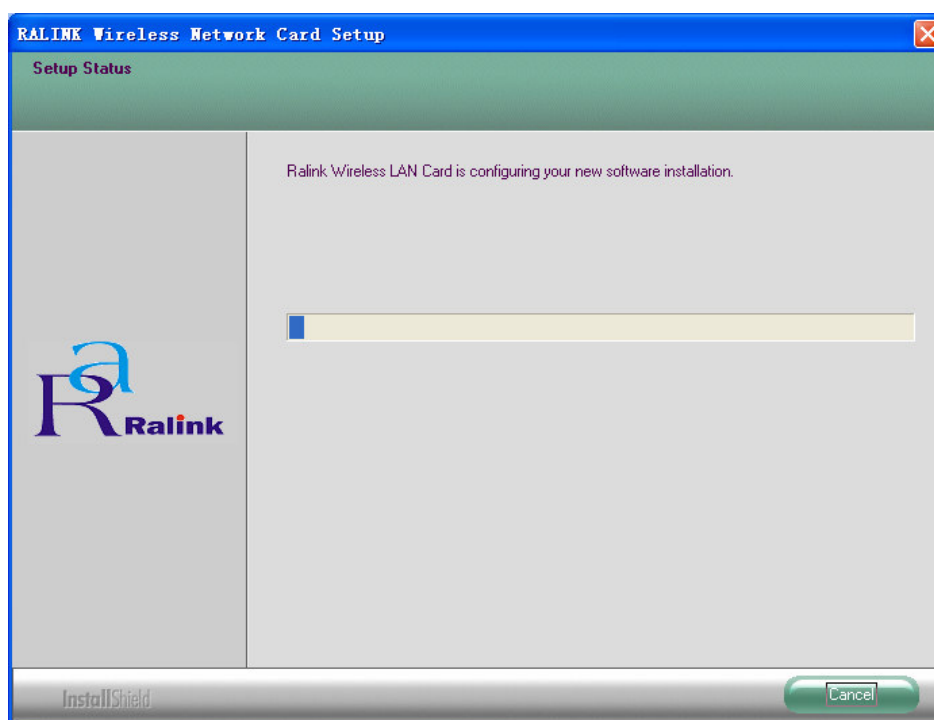 RALINK Wireless Network Card Setup
Setup Status
Ralink Wireless LAN Card is configuring your new software installation.
Ra
Ralink
InstallShield
Cancel